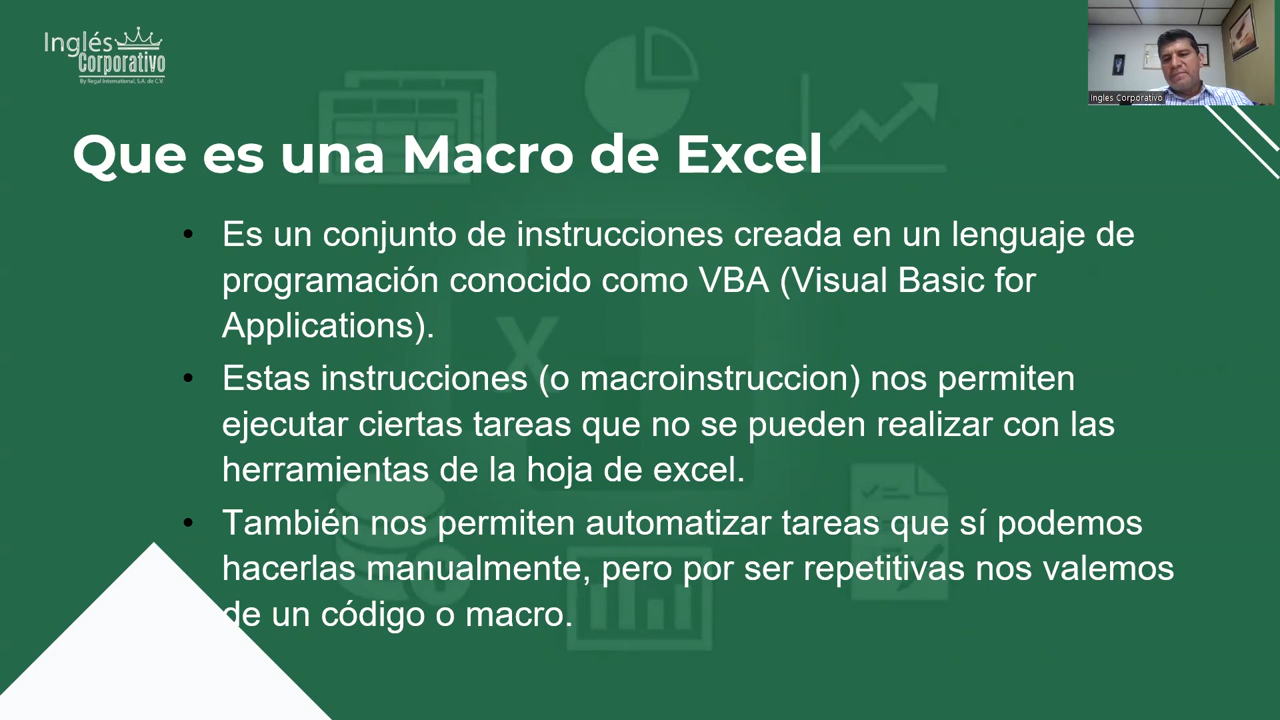 Inglés
Corporativo
By Regal International, S.A. de C.V.
Ingles Corporativo
Que es una Macro de Excel
• Es un conjunto de instrucciones creada en un lenguaje de
programación conocido como VBA (Visual Basic for
Applications).
• Estas instrucciones (o macroinstruccion) nos permiten
ejecutar ciertas tareas que no se pueden realizar con las
herramientas de la hoja de excel.
• También nos permiten automatizar tareas que sí podemos
hacerlas manualmente, pero por ser repetitivas nos valemos
de un código o macro.
X